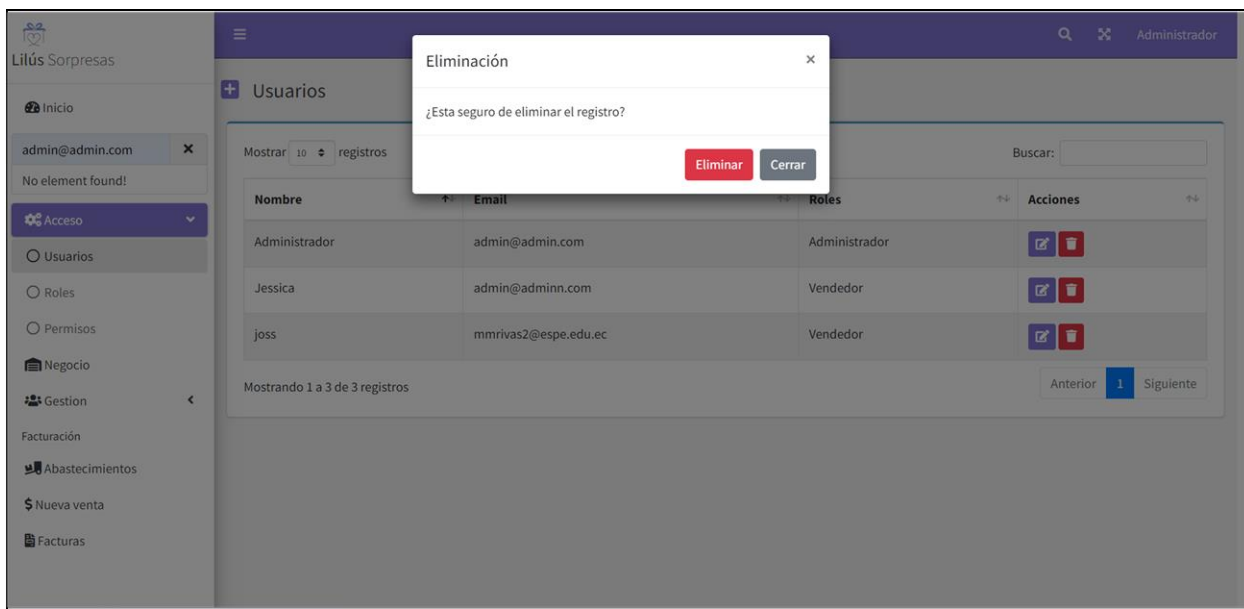 Lilús Sorpresas
Administrador
Inicio
admin@admin.com
No element found!
Acceso
Usuarios
Roles
Permisos
Negocio
Gestion
Facturación
Abastecimientos
$ Nueva venta
Facturas
Usuarios
Eliminación ×
¿Esta seguro de eliminar el registro?
Eliminar Cerrar
Mostrar 10 registros Buscar:
Nombre Email Roles Acciones
Administrador admin@admin.com Administrador
Jessica admin@adminn.com Vendedor
joss mmrivas2@espe.edu.ec Vendedor
Mostrando 1 a 3 de 3 registros Anterior 1 Siguiente